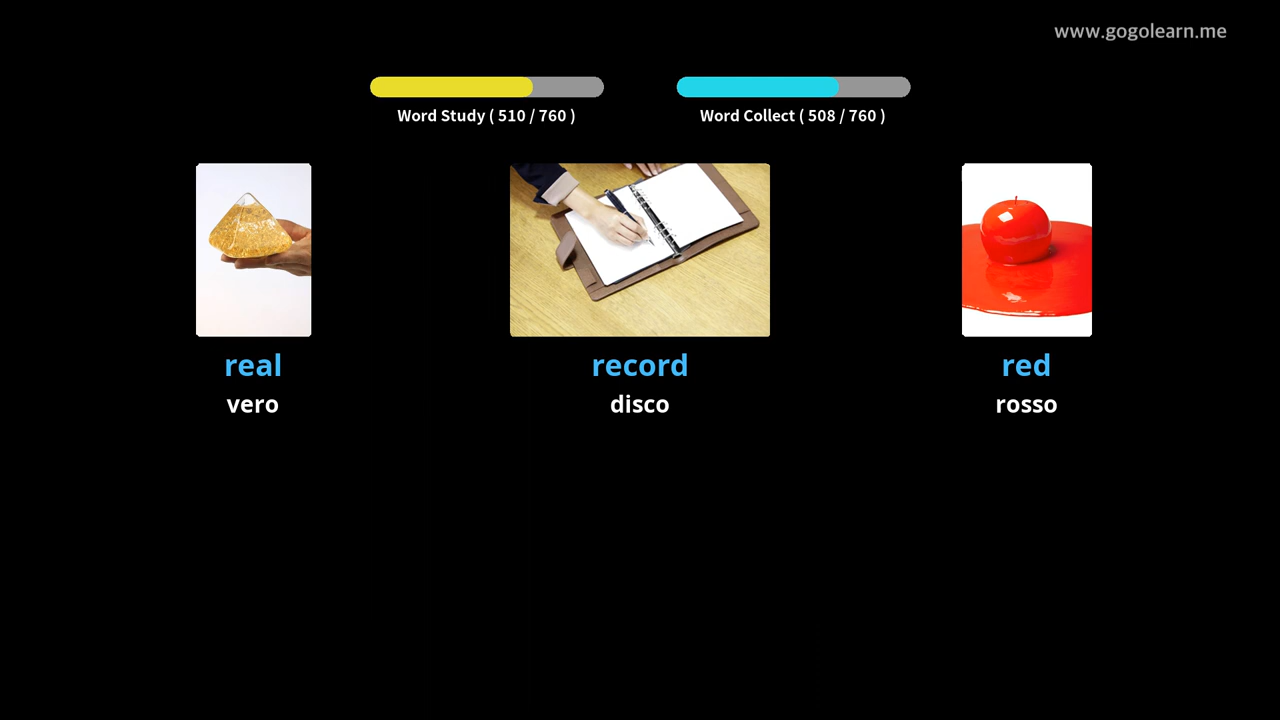 www.gogolearn.me
Word Study ( 510 / 760 )
Word Collect ( 508 / 760 )
real
vero
record
disco
red
rosso